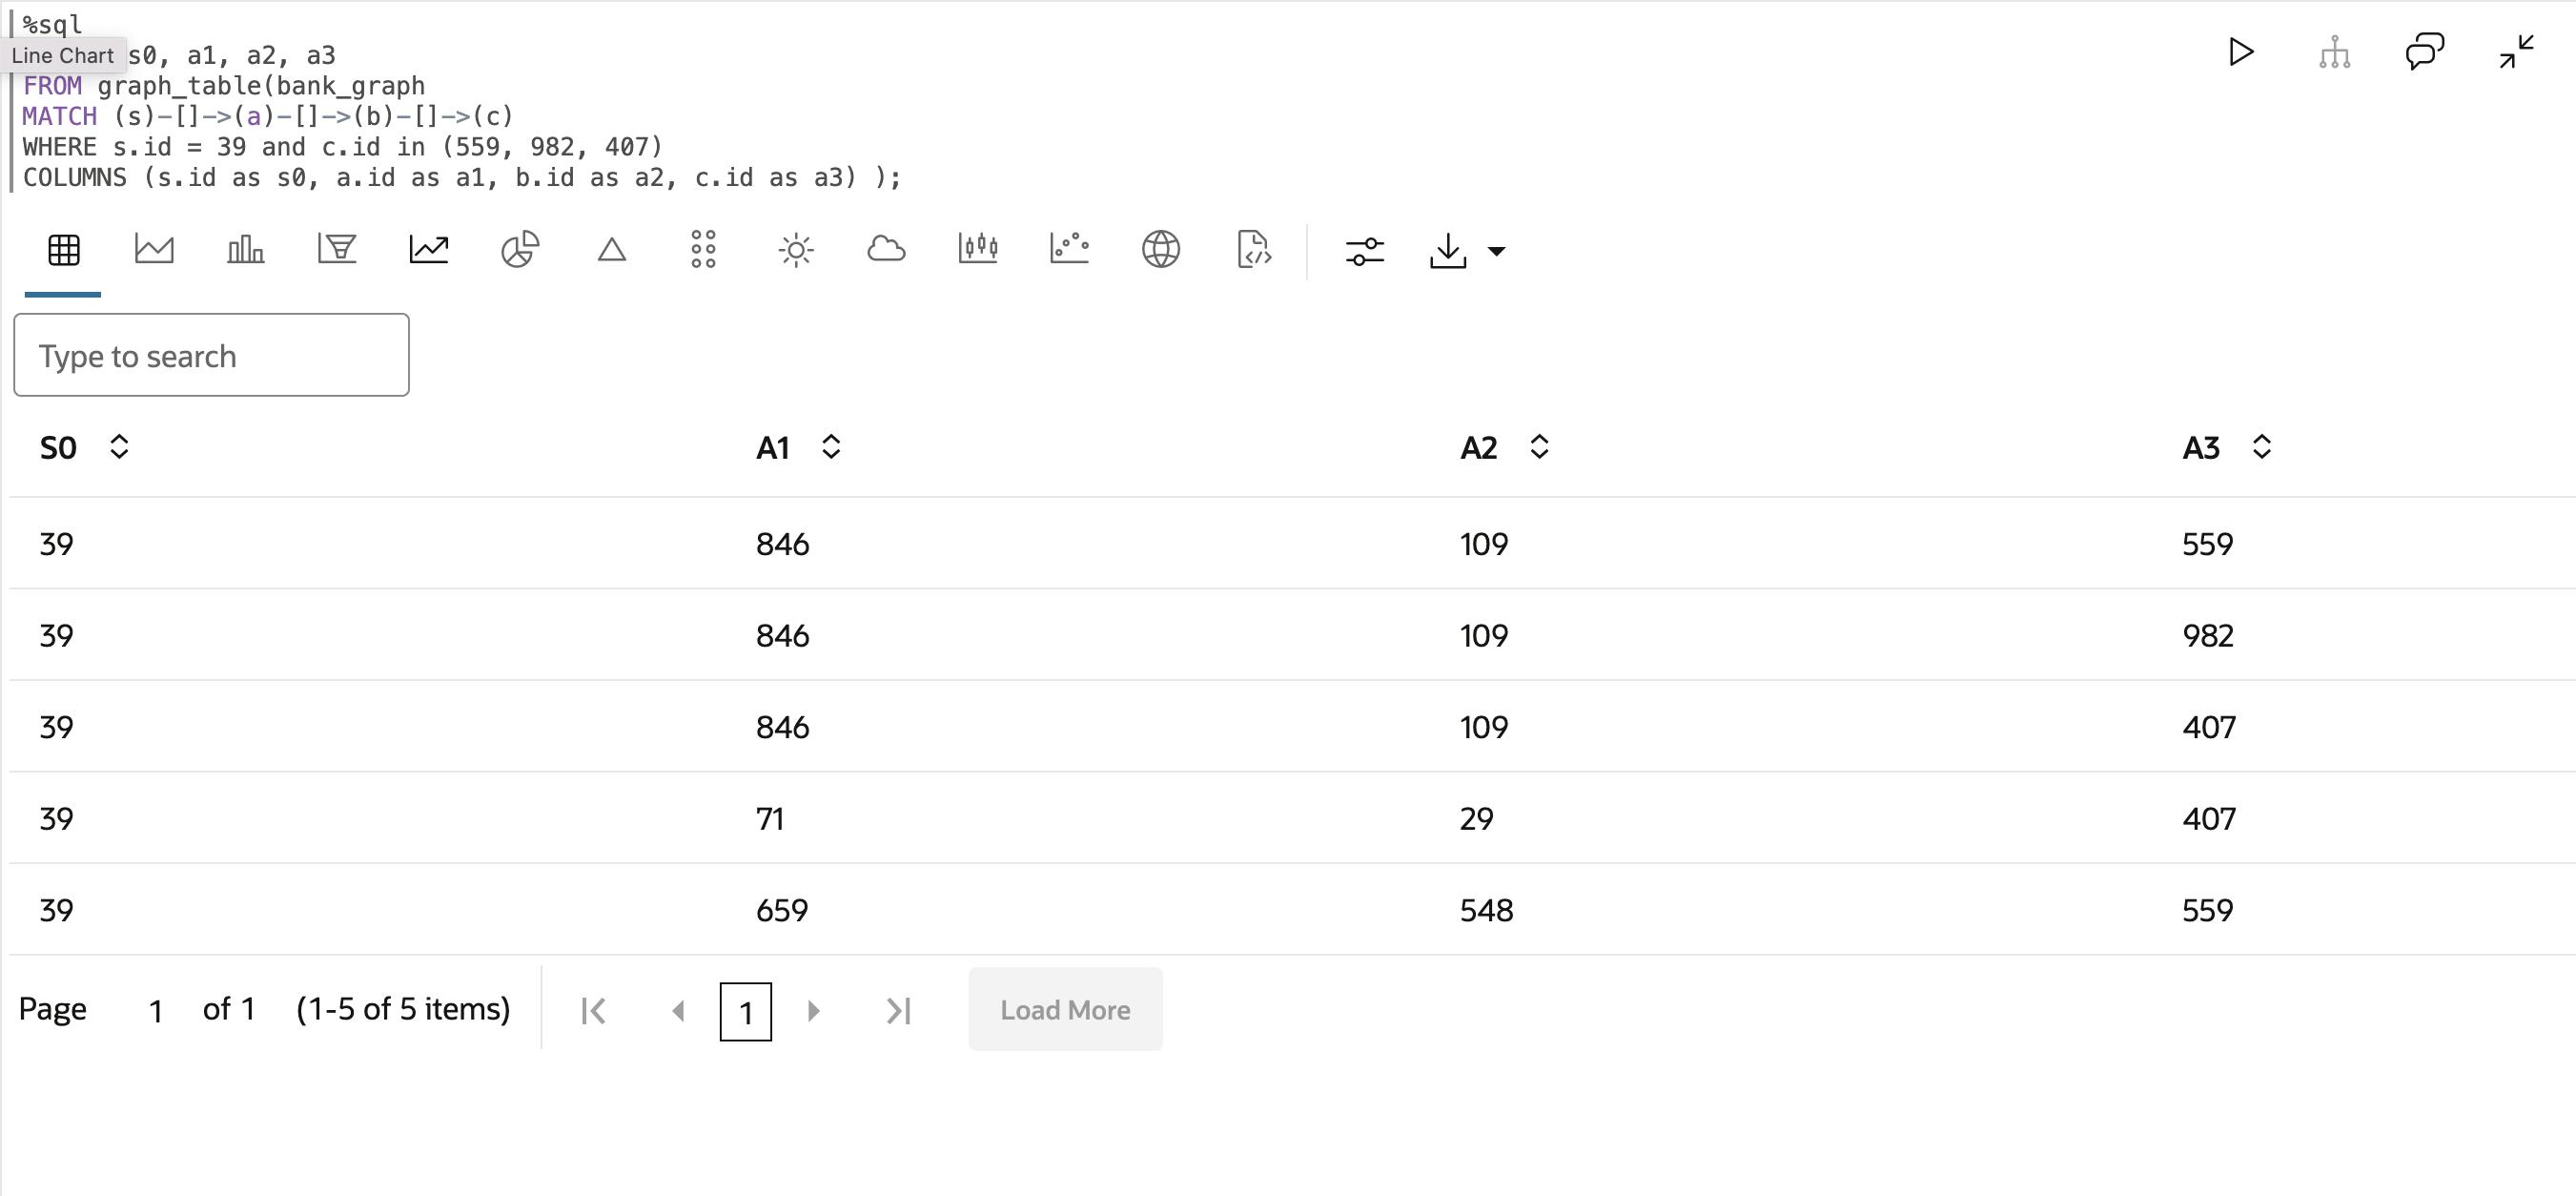 %sql
Line Chart s0, a1, a2, a3
FROM graph_table(bank_graph
MATCH (s)-[]->(a)-[]->(b)-[]->(c)
WHERE s.id = 39 and c.id in (559, 982, 407)
COLUMNS (s.id as s0, a.id as a1, b.id as a2, c.id as a3) );
Type to search
S0 A1 A2 A3
39 846 109 559
39 846 109 982
39 846 109 407
39 71 29 407
39 659 548 559
Page 1 of 1 (1-5 of 5 items) 1 Load More